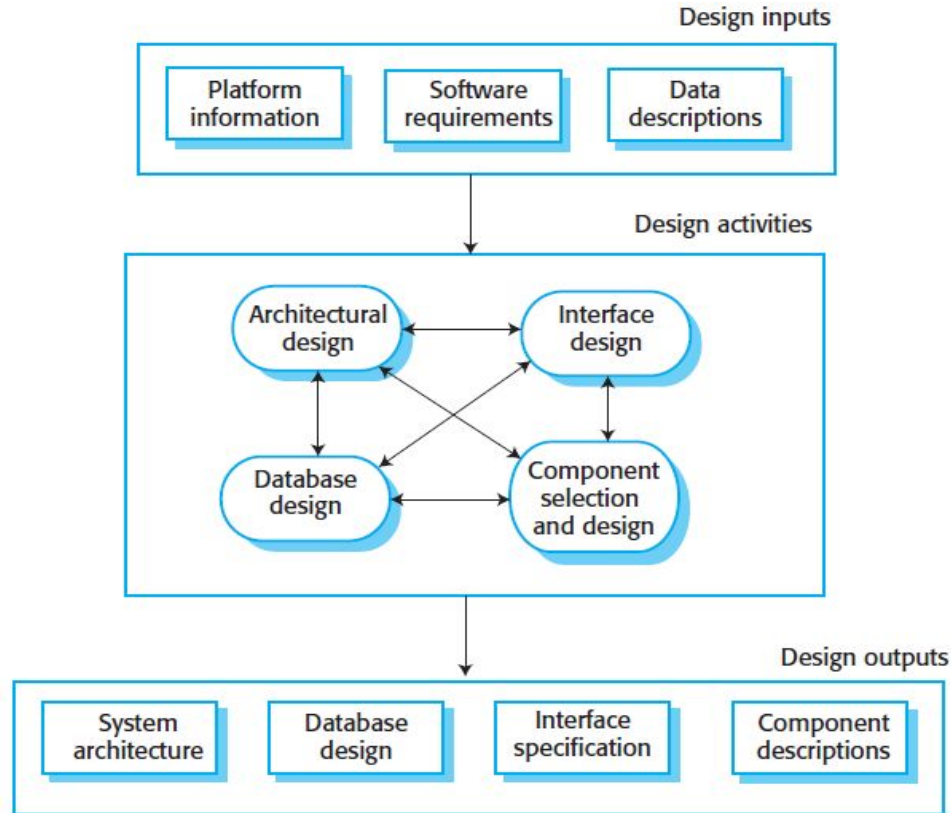 Design inputs
Platform
information
Software
requirements
Data
descriptions
Design activities
Architectural
design
Interface
design
Database
design
Component
selection
and design
Design outputs
System
architecture
Database
design
Interface
specification
Component
descriptions